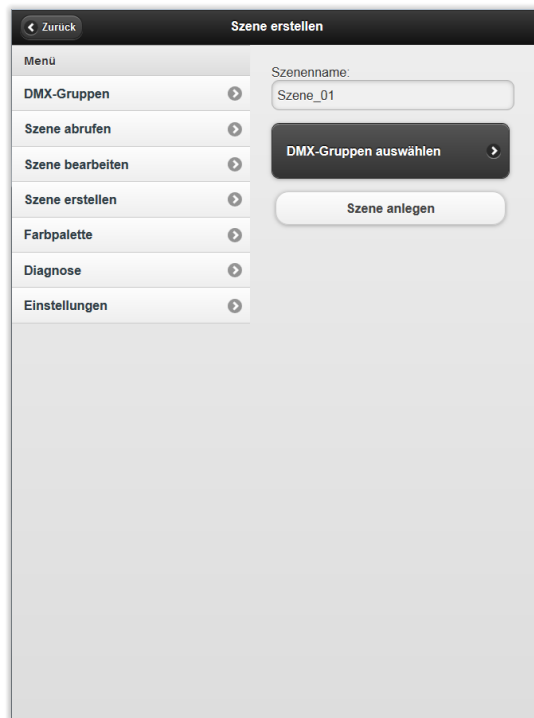 Zurück
Szene erstellen
Menü
DMX-Gruppen
Szene abrufen
Szene bearbeiten
Szene erstellen
Farbpalette
Diagnose
Einstellungen
Szenenname:
Szene_01
DMX-Gruppen auswählen
Szene anlegen